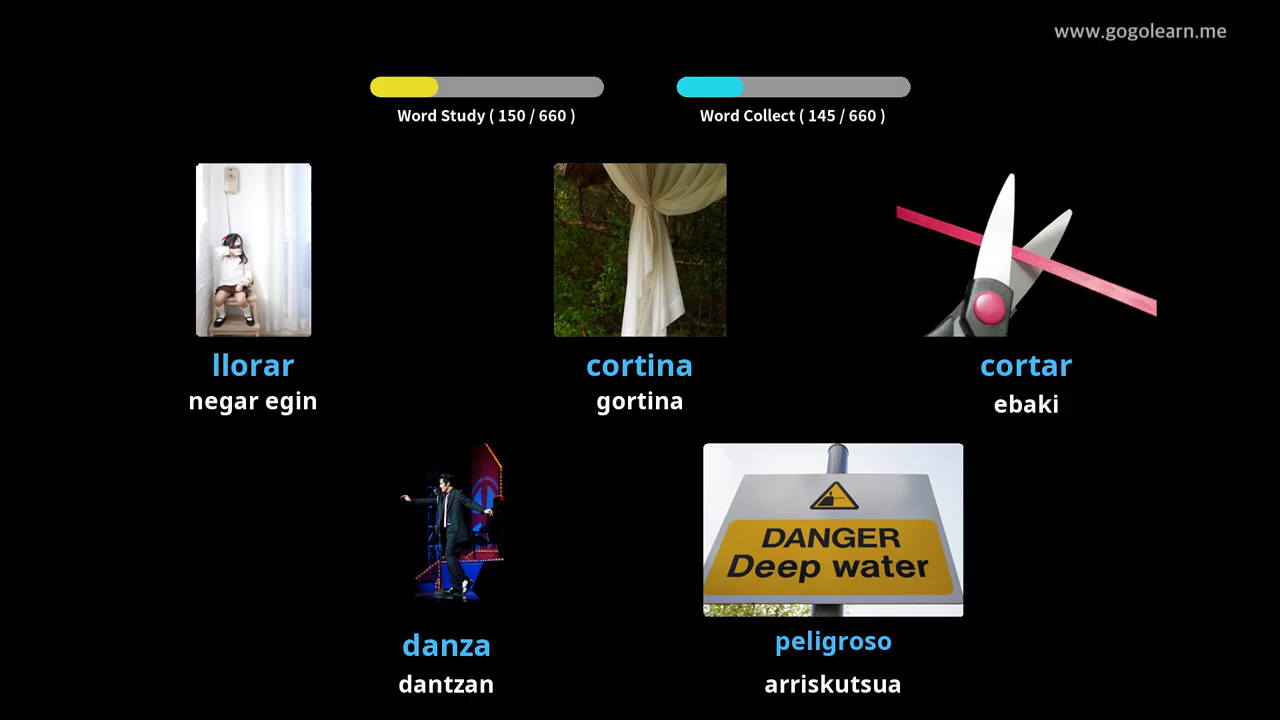 www.gogolearn.me
Word Study ( 150 / 660 )
Word Collect ( 145 / 660 )
llorar
negar egin
cortina
gortina
cortar
ebaki
danza
dantzan
DANGER
Deep water
peligroso
arriskutsua